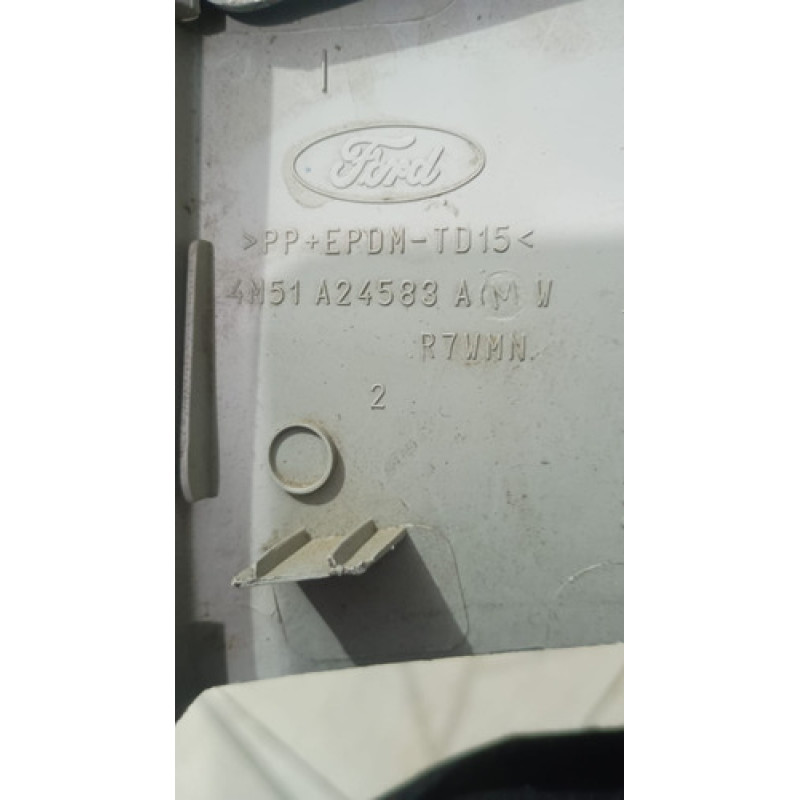 Ford
>PP+EPDM-TD15<
4M51 A24583 A M W
R7WMN
2